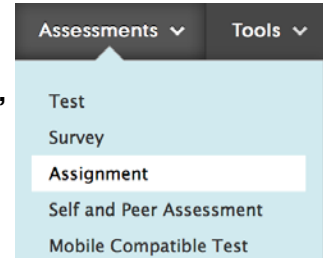 Assessments Tools
,
Test
Survey
Assignment
Self and Peer Assessment
Mobile Compatible Test